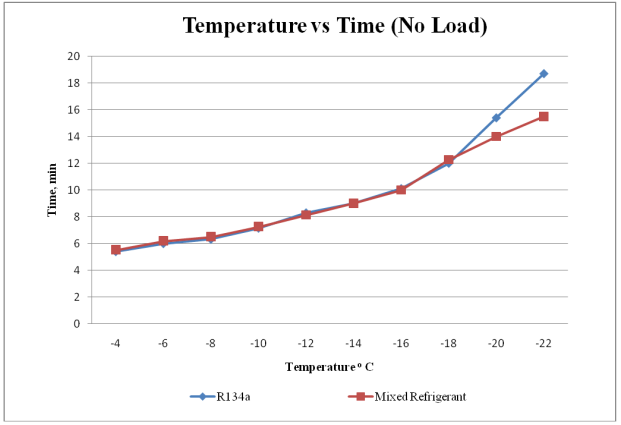 Temperature vs Time (No Load)
20
18
16
14
12
10
8
6
4
2
0
Time, min
-4 -6 -8 -10 -12 -14 -16 -18 -20 -22
Temperature º C
R134a Mixed Refrigerant